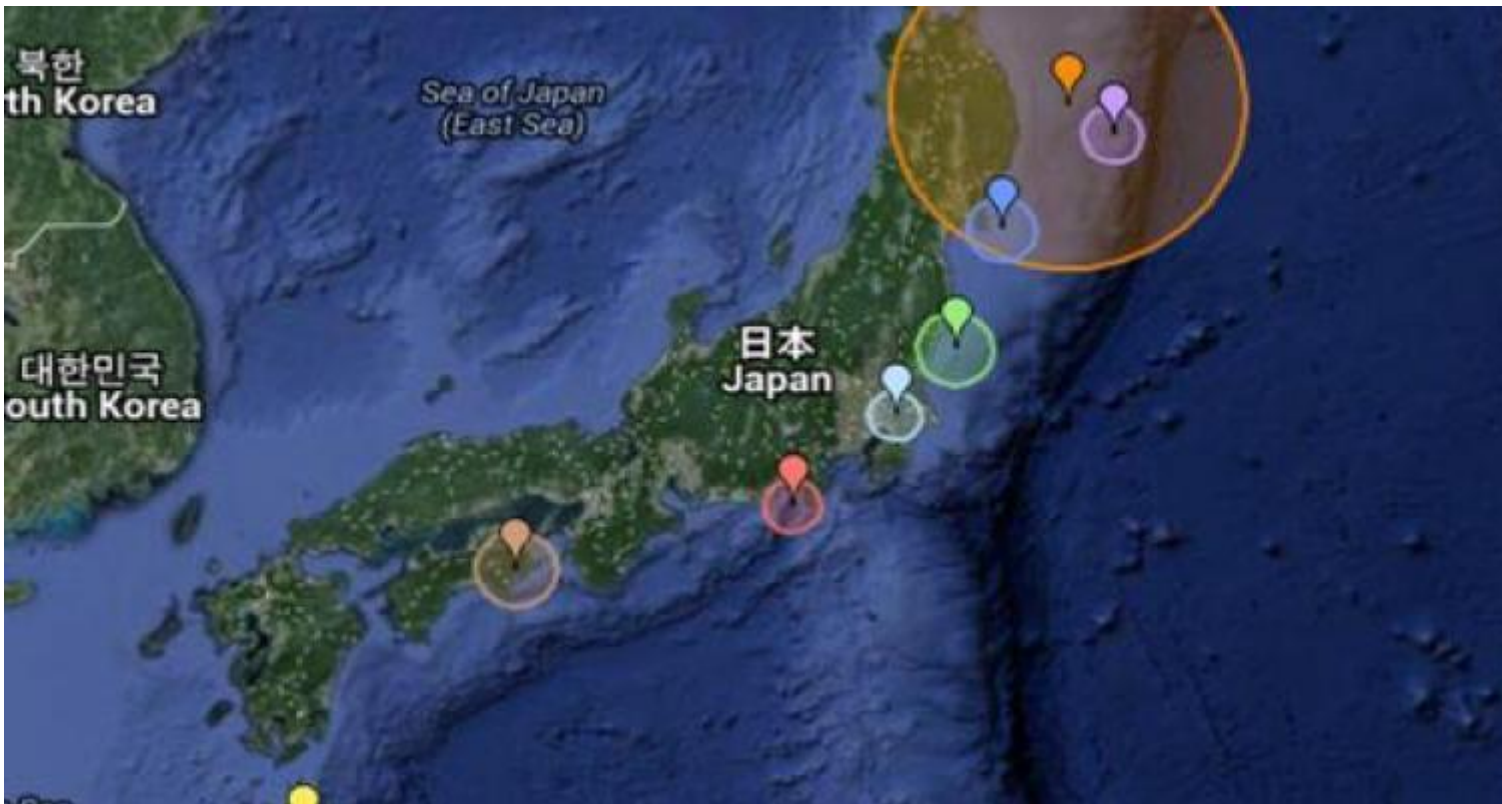 북한
th Korea
Sea of Japan
(East Sea)
日本
Japan
대한민국
outh Korea